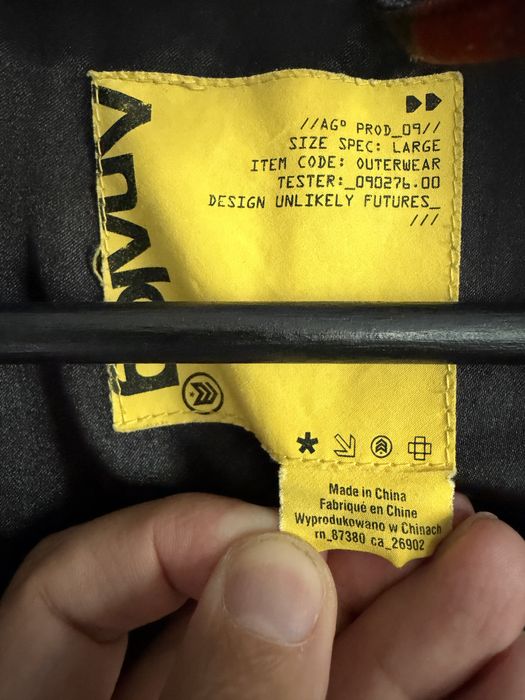 //AGº PROD_09//
SIZE SPEC: LARGE
ITEM CODE: OUTERWEAR
TESTER:_090276.00
DESIGN UNLIKELY FUTURES_
///
Made in China
Fabriqué en Chine
Wyprodukowano w Chinach
rn_87380 ca_26902